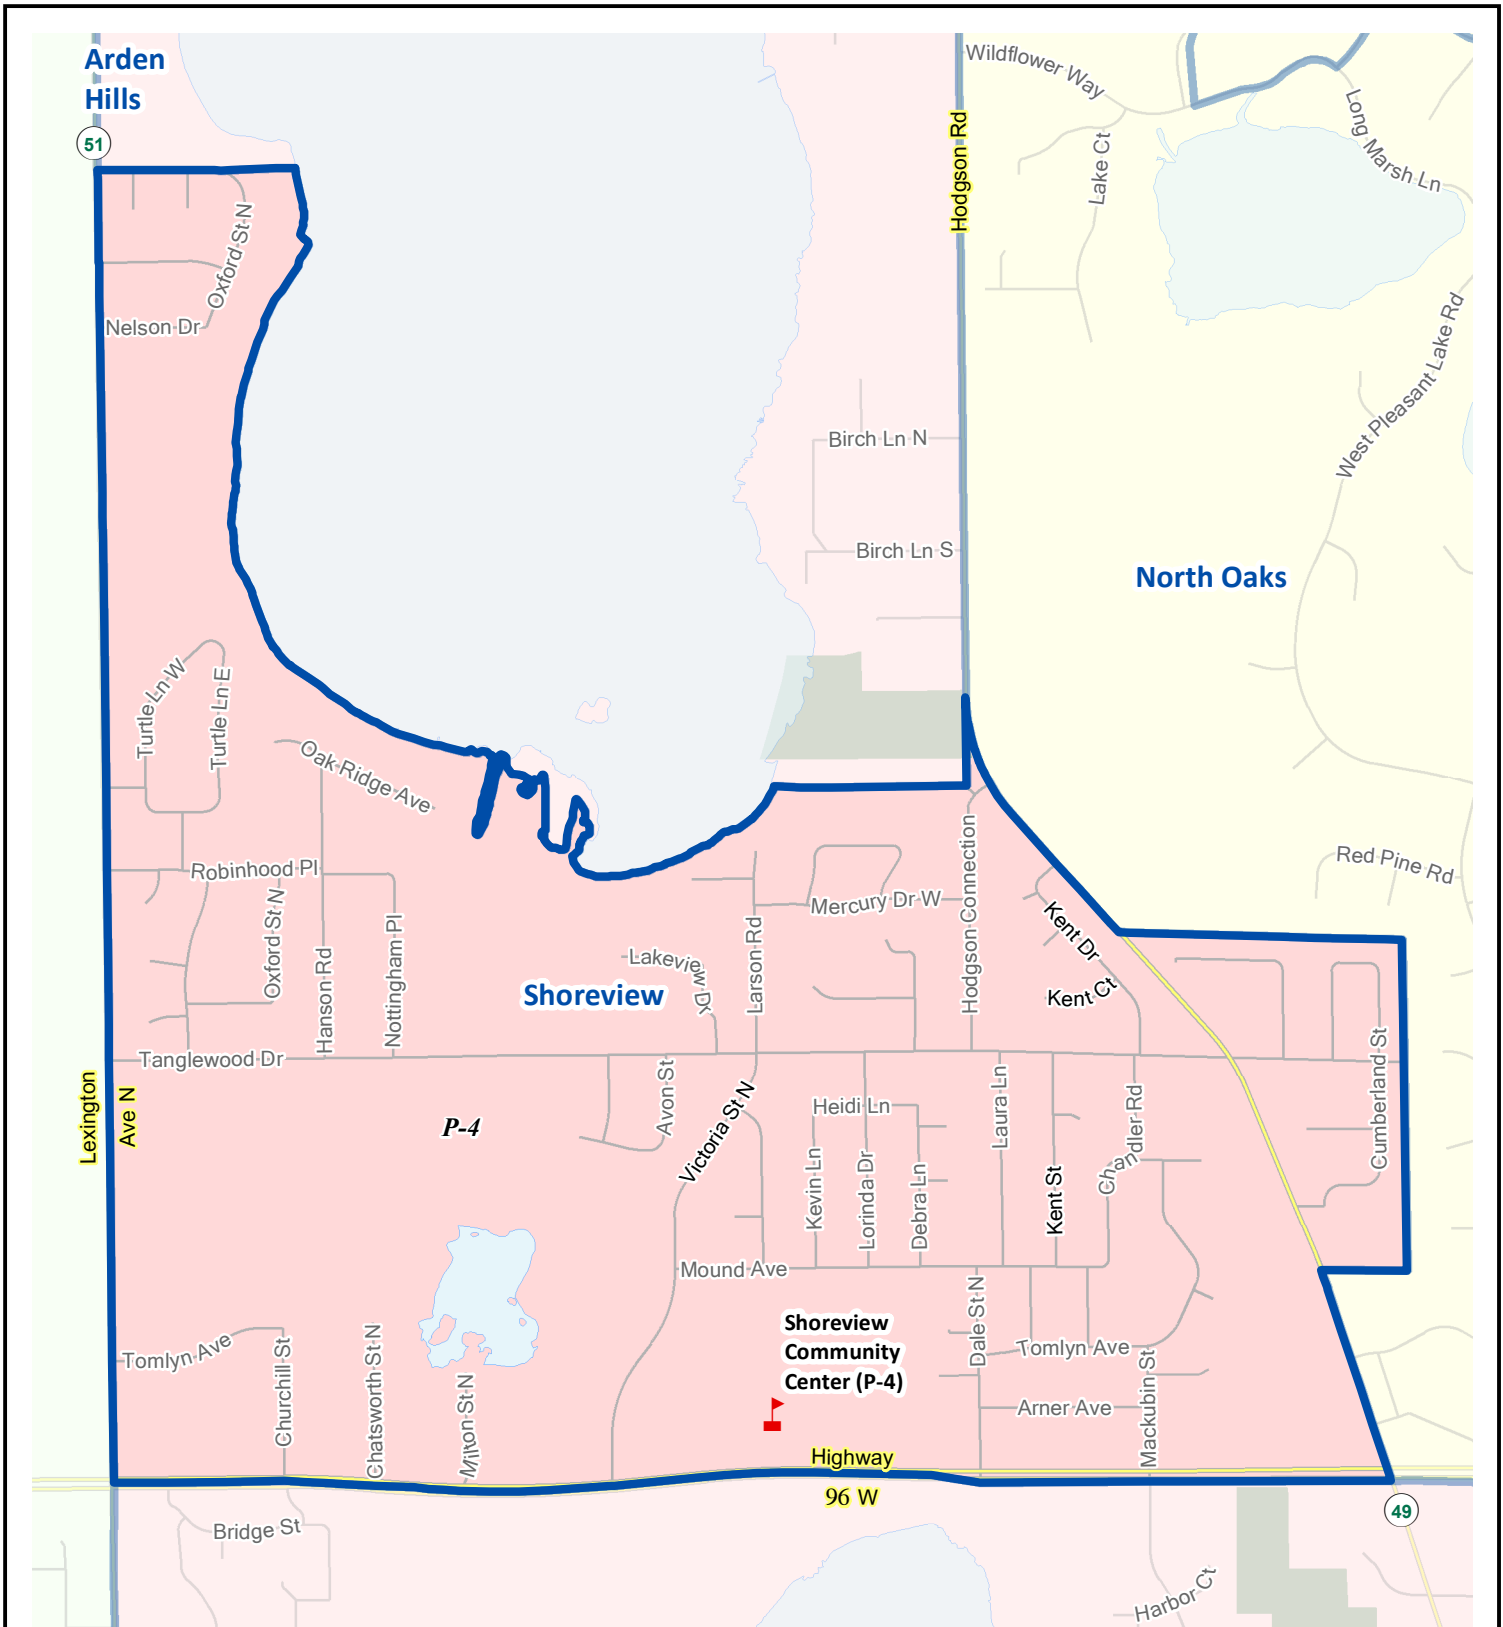 Arden
Hills
51
Wildflower Way
Long Marsh Ln
Lake Ct
Hodgson Rd
Oxford St N
Nelson Dr
West Pleasant Lake Rd
Birch Ln N
Birch Ln S
North Oaks
Turtle Ln W
Turtle Ln E
Oak Ridge Ave
Robinhood Pl
Red Pine Rd
Mercury Dr W
Hodgson Connection
Oxford St N
Hanson Rd
Nottingham Pl
Larson Rd
Lakeview Dr
Kent Dr
Kent Ct
Shoreview
Tanglewood Dr
Cumberland St
Lexington
Ave N
P-4
Avon St
Victoria St N
Heidi Ln
Laura Ln
Chandler Rd
Kevin Ln
Lorinda Dr
Debra Ln
Kent St
Mound Ave
Shoreview
Community
Center (P-4)
Dale St N
Tomlyn Ave
Tomlyn Ave
Churchill St
Chatsworth St N
Milton St N
Arner Ave
Mackubin St
Highway
96 W
49
Bridge St
Harbor Ct